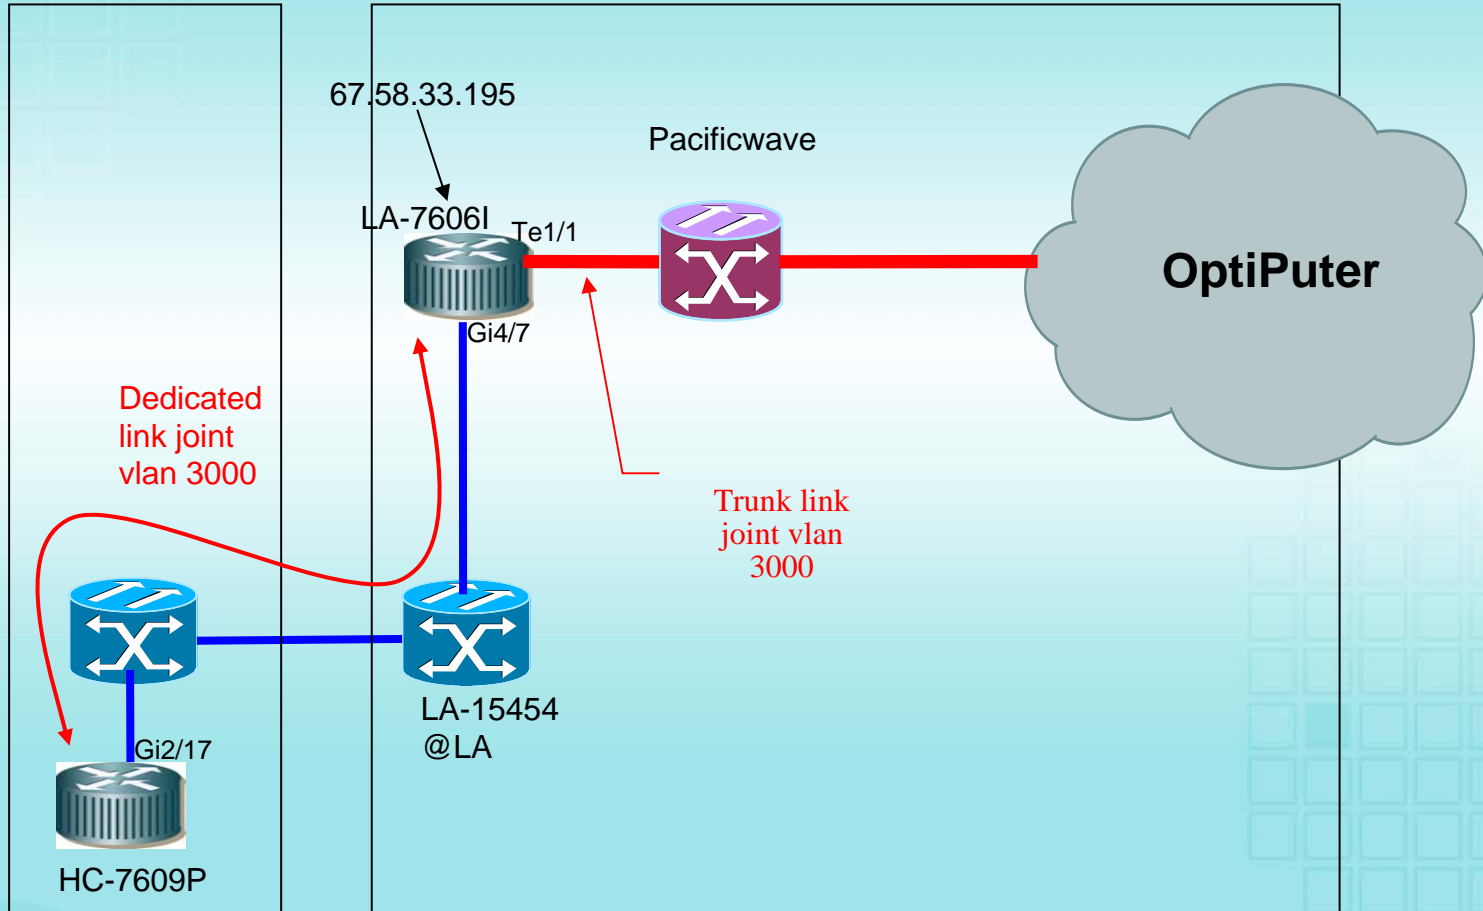 67.58.33.195
Pacificwave
LA-7606I
Te1/1
OptiPuter
Gi4/7
Dedicated
link joint
vlan 3000
Trunk link
joint vlan
3000
LA-15454
@LA
Gi2/17
HC-7609P